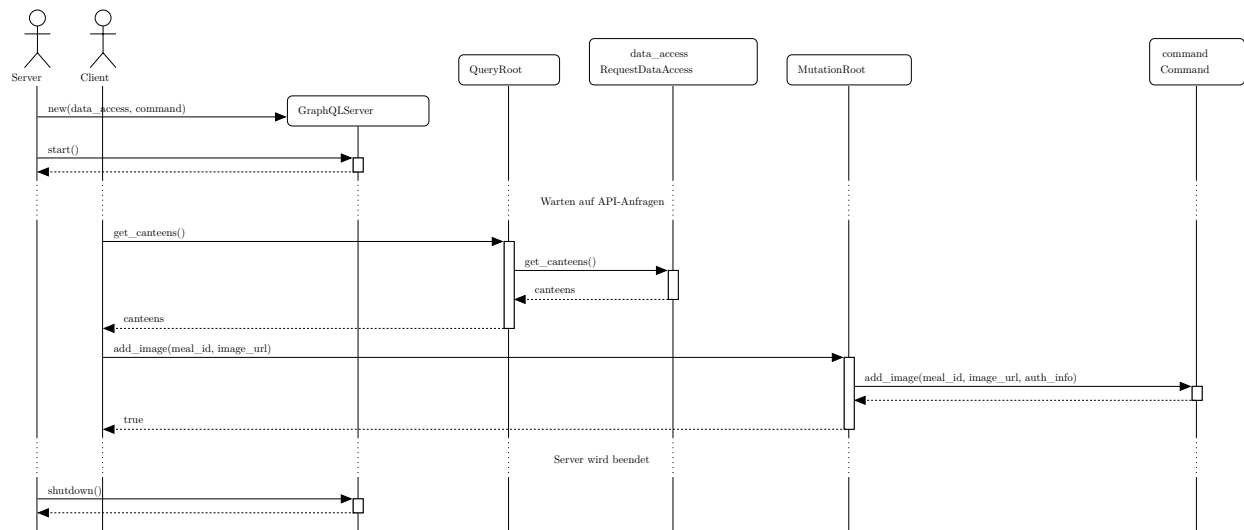 Server
Client
QueryRoot
data_access
RequestDataAccess
MutationRoot
command
Command
new(data_access, command)
GraphQLServer
start()
Warten auf API-Anfragen
get_canteens()
get_canteens()
canteens
canteens
add_image(meal_id, image_url)
add_image(meal_id, image_url, auth_info)
true
Server wird beendet
shutdown()